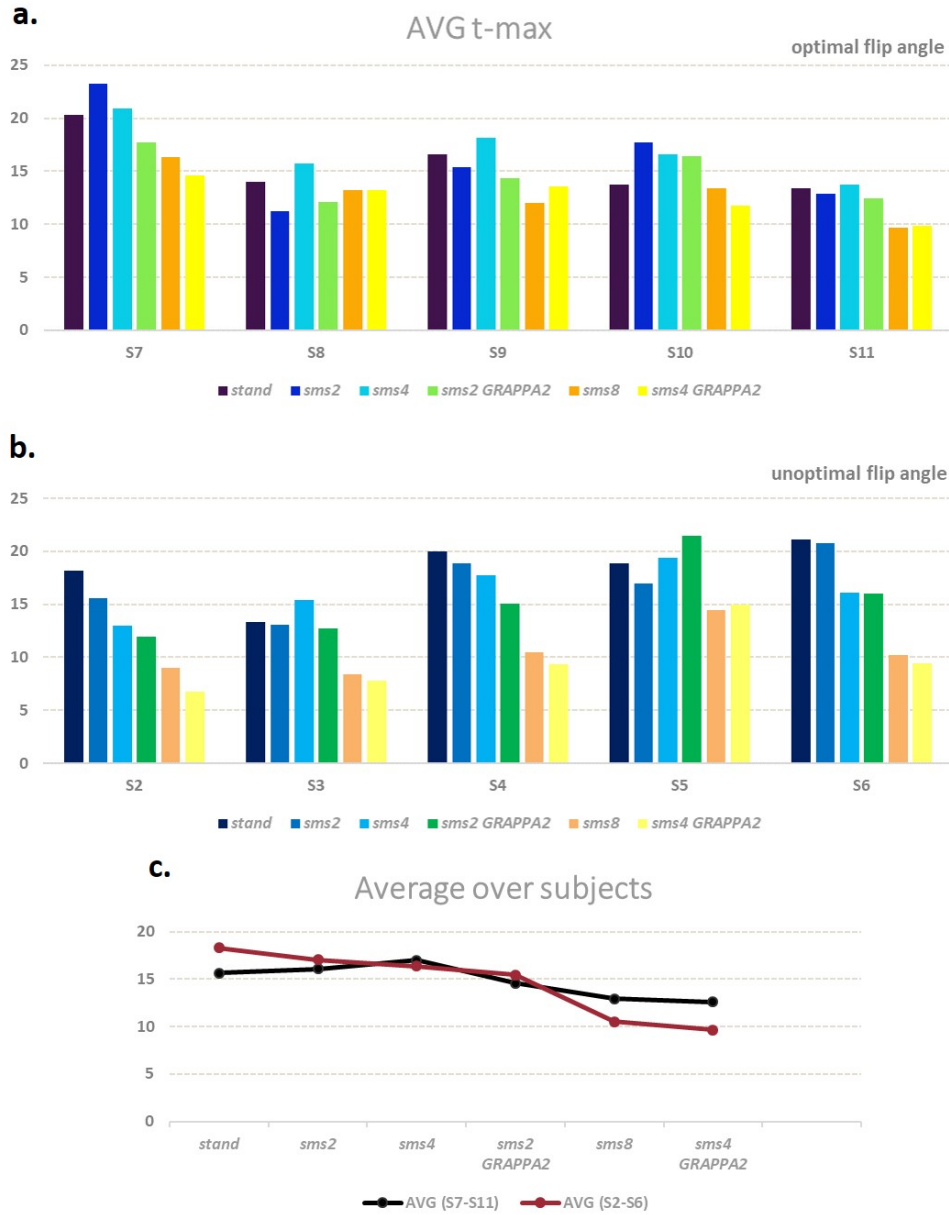 a.
AVG t-max
optimal flip angle
25
20
15
10
5
0
S7 S8 S9 S10 S11
stand sms2 sms4 sms2 GRAPPA2 sms8 sms4 GRAPPA2
b.
unoptimal flip angle
25
20
15
10
5
0
S2 S3 S4 S5 S6
stand sms2 sms4 sms2 GRAPPA2 sms8 sms4 GRAPPA2
c.
Average over subjects
20
15
10
5
0
stand sms2 sms4 sms2 GRAPPA2 sms8 sms4 GRAPPA2
AVG (S7-S11) AVG (S2-S6)